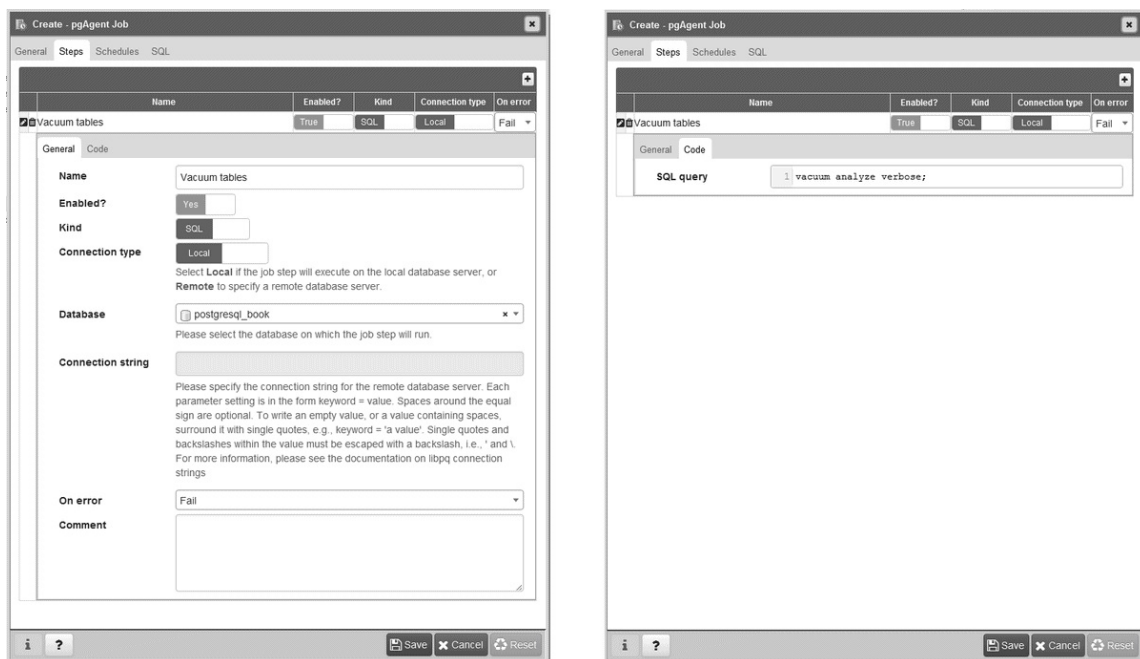 Create - pgAgent Job
General Steps Schedules SQL
Name Enabled? Kind Connection type On error
Vacuum tables True SQL Local Fail
General Code
Name Vacuum tables
Enabled? Yes
Kind SQL
Connection type Local
Select Local if the job step will execute on the local database server, or
Remote to specify a remote database server.
Database postgresql_book
Please select the database on which the job step will run.
Connection string
Please specify the connection string for the remote database server. Each
parameter setting is in the form keyword = value. Spaces around the equal
sign are optional. To write an empty value, or a value containing spaces,
surround it with single quotes, e.g., keyword = 'a value'. Single quotes and
backslashes within the value must be escaped with a backslash, i.e., ' and \.
For more information, please see the documentation on libpq connection
strings
On error Fail
Comment
i ? Save Cancel Reset
Create - pgAgent Job
General Steps Schedules SQL
Name Enabled? Kind Connection type On error
Vacuum tables True SQL Local Fail
General Code
SQL query 1 vacuum analyze verbose;
i ? Save Cancel Reset